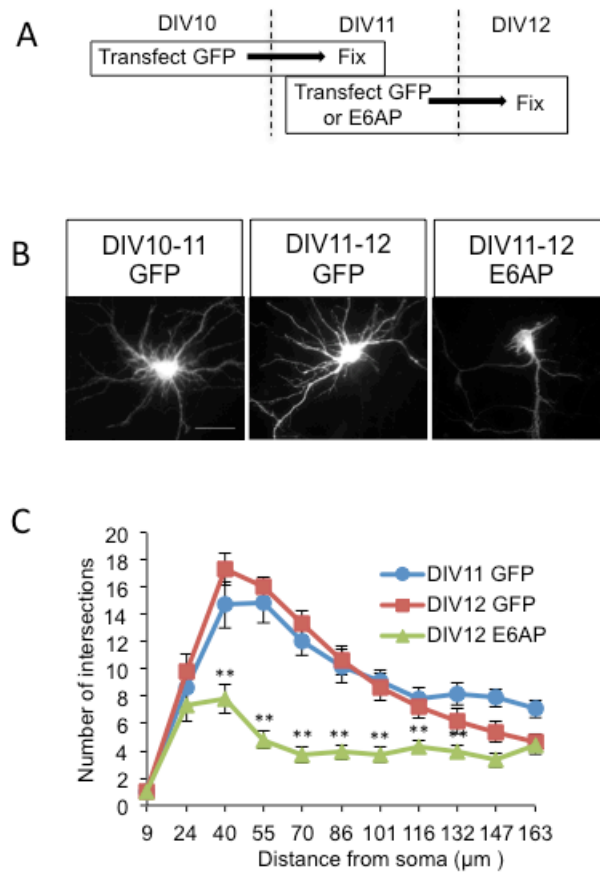 A
DIV10 DIV11 DIV12
Transfect GFP Fix
Transfect GFP
or E6AP
Fix
B
DIV10-11
GFP
DIV11-12
GFP
DIV11-12
E6AP
C
Number of intersections
20
18
16
14
12
10
8
6
4
2
0
DIV11 GFP
DIV12 GFP
DIV12 E6AP
** ** ** ** ** ** **
9 24 40 55 70 86 101 116 132 147 163
Distance from soma (µm )